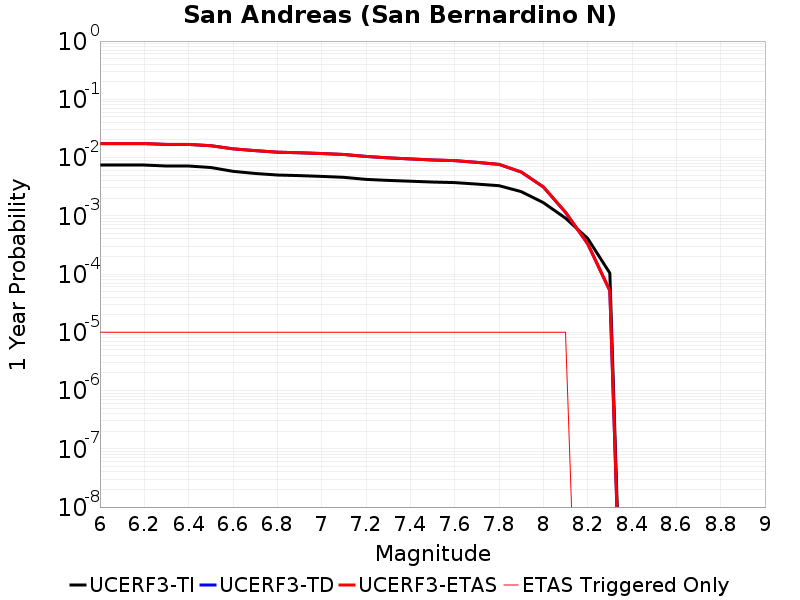 San Andreas (San Bernardino N)
10^0
10^-1
10^-2
10^-3
10^-4
10^-5
10^-6
10^-7
10^-8
1 Year Probability
6 6.2 6.4 6.6 6.8 7 7.2 7.4 7.6 7.8 8 8.2 8.4 8.6 8.8 9
Magnitude
UCERF3-TI UCERF3-TD UCERF3-ETAS ETAS Triggered Only